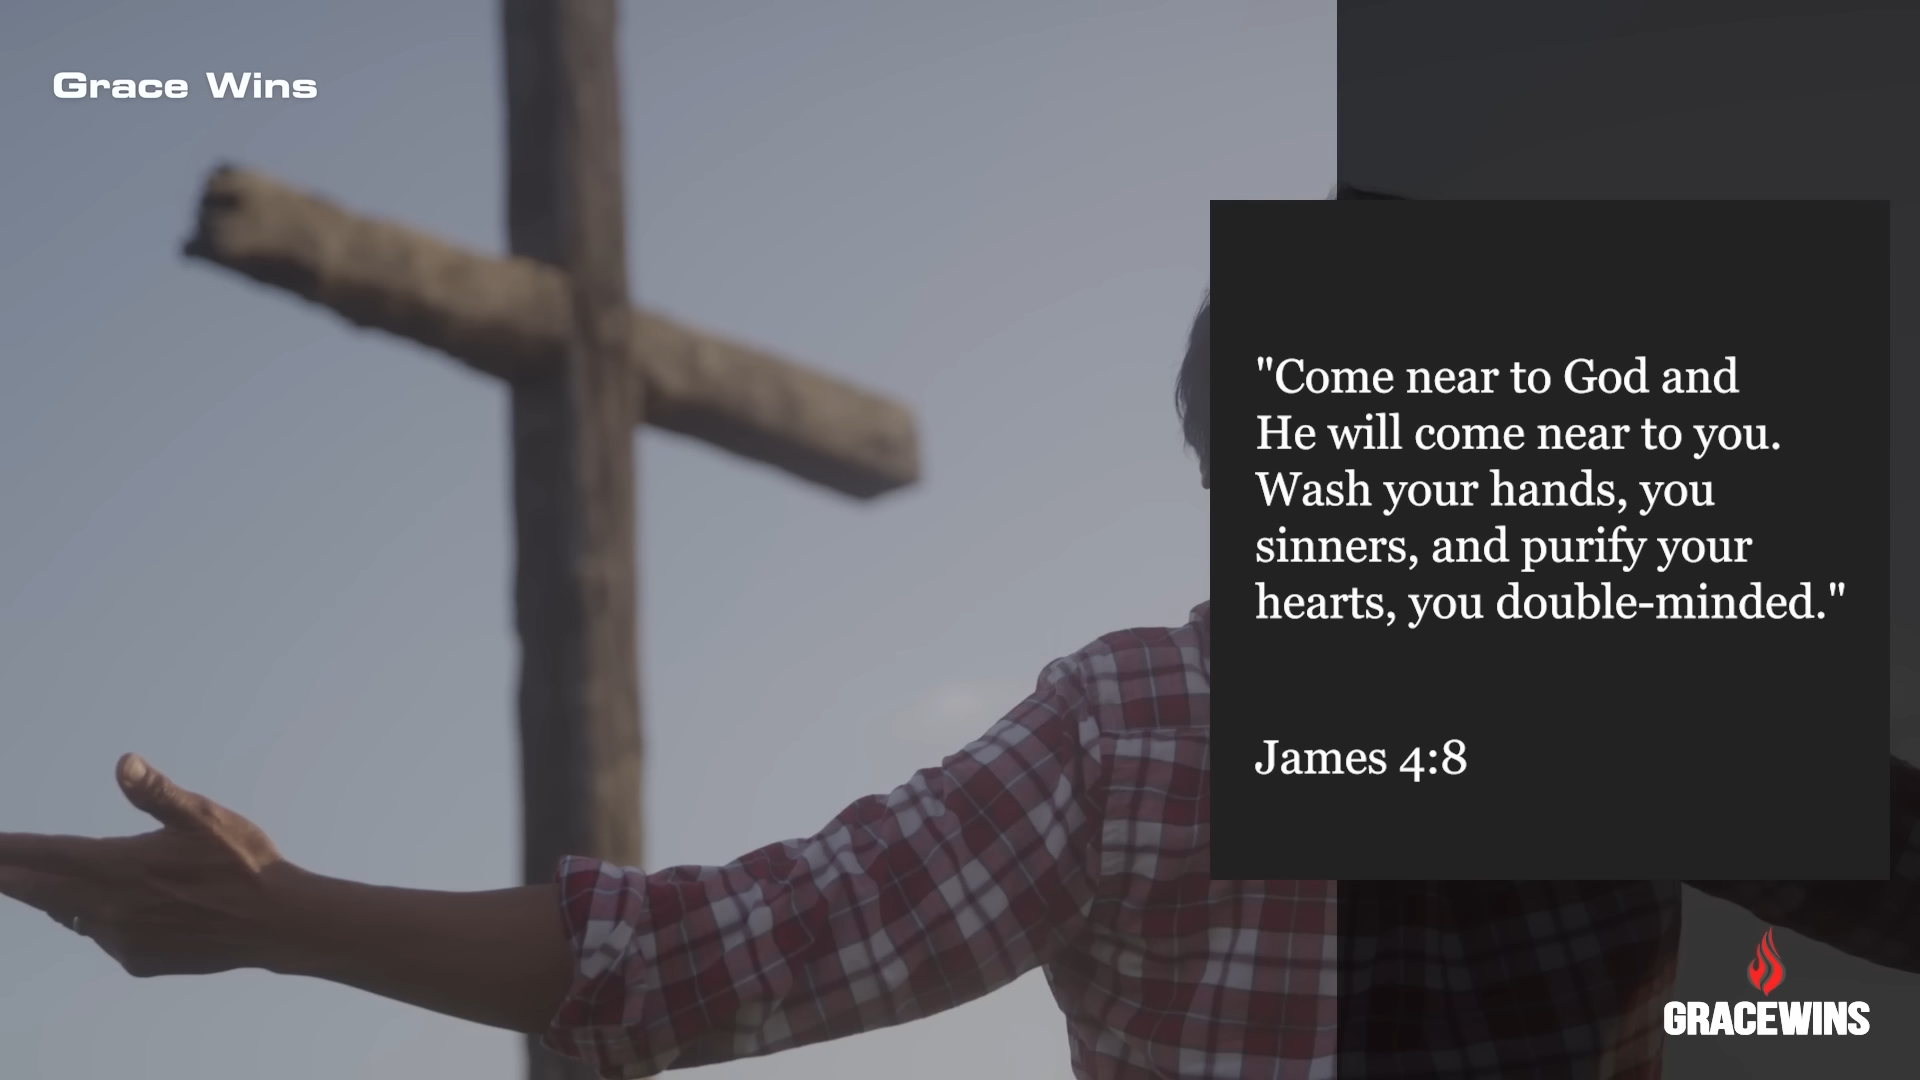 Grace Wins
"Come near to God and
He will come near to you.
Wash your hands, you
sinners, and purify your
hearts, you double-minded."
James 4:8
GRACEWINS